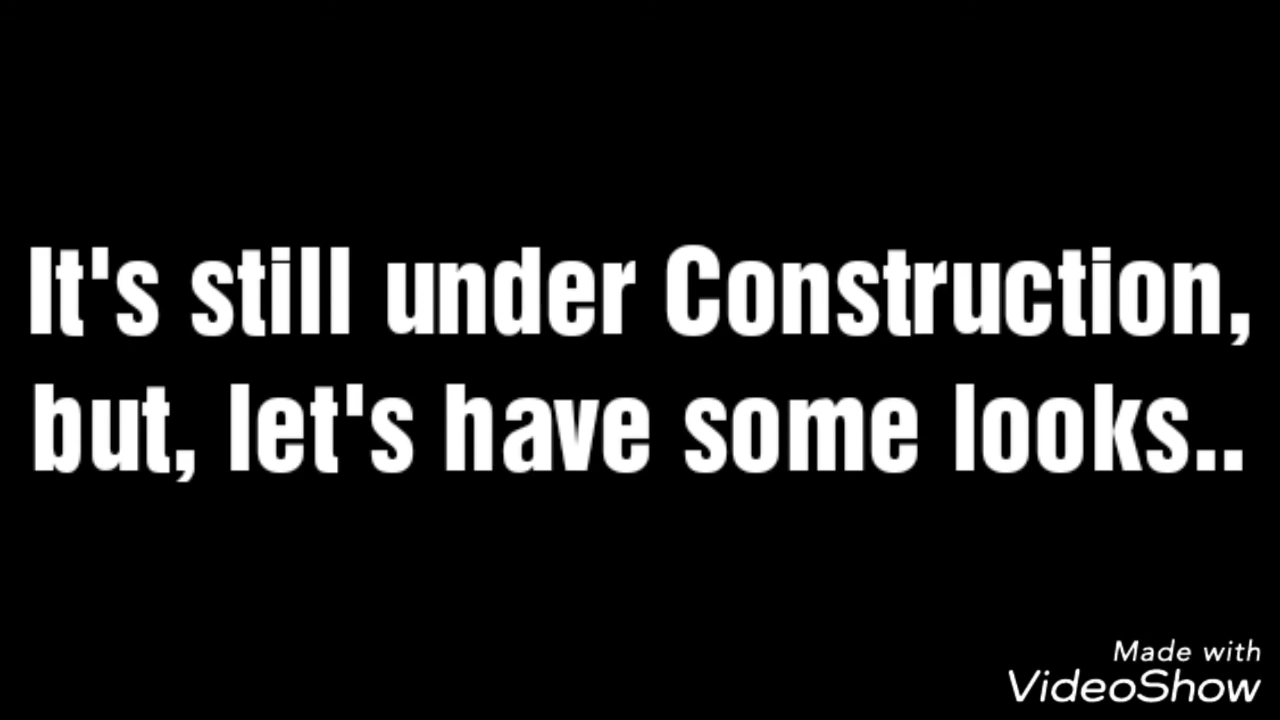 It's still under Construction,
but, let's have some looks..
Made with
VideoShow